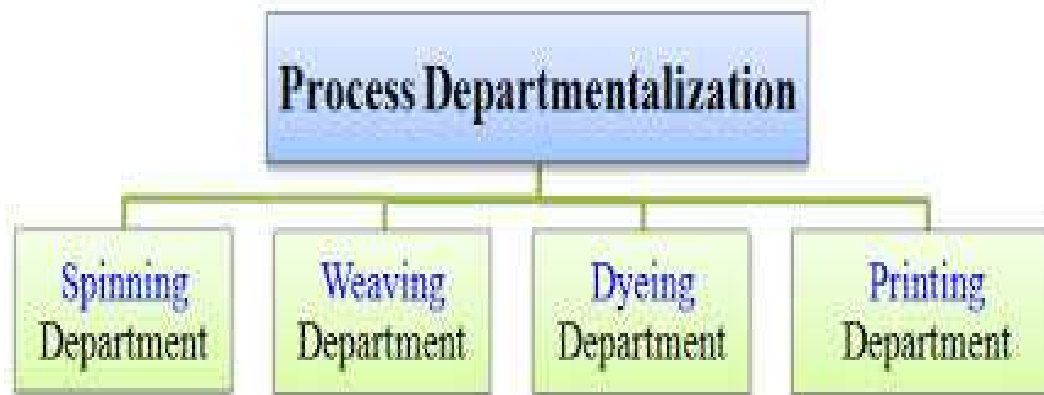 Process Departmentalization
Spinning
Department
Weaving
Department
Dyeing
Department
Printing
Department